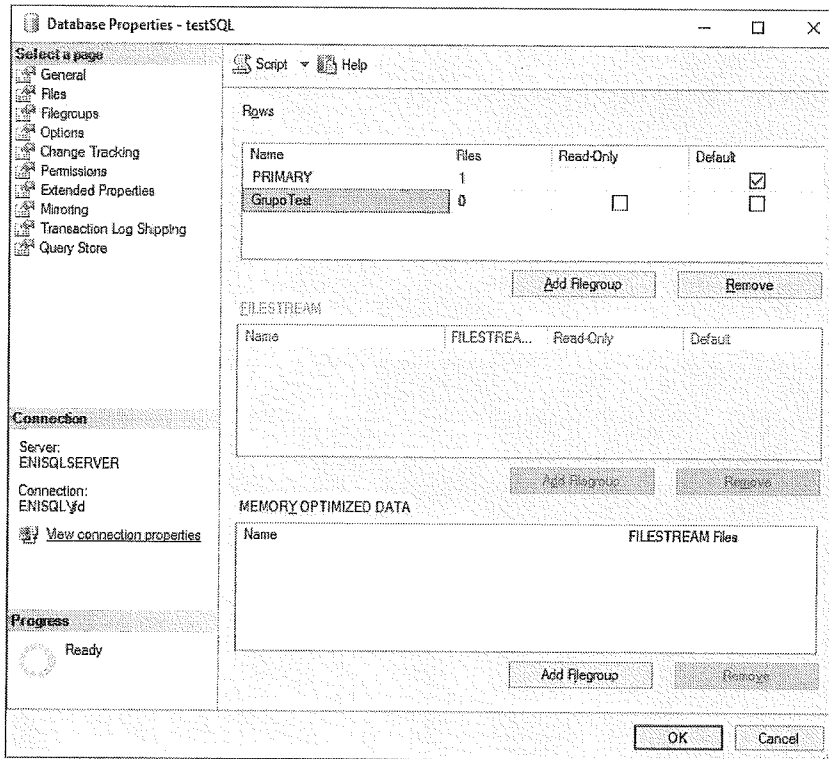 Database Properties - testSQL
Select a page
General
Files
Filegroups
Options
Change Tracking
Permissions
Extended Properties
Mirroring
Transaction Log Shipping
Query Store
Connection
Server:
ENISQLSERVER
Connection:
ENISQL\jfd
View connection properties
Progress
Ready
Script Help
Rows
Name Files Read-Only Default
PRIMARY 1
GrupoTest 0
Add Filegroup Remove
FILESTREAM
Name FILESTREA... Read-Only Default
Add Filegroup Remove
MEMORY OPTIMIZED DATA
Name FILESTREAM Files
Add Filegroup Remove
OK Cancel